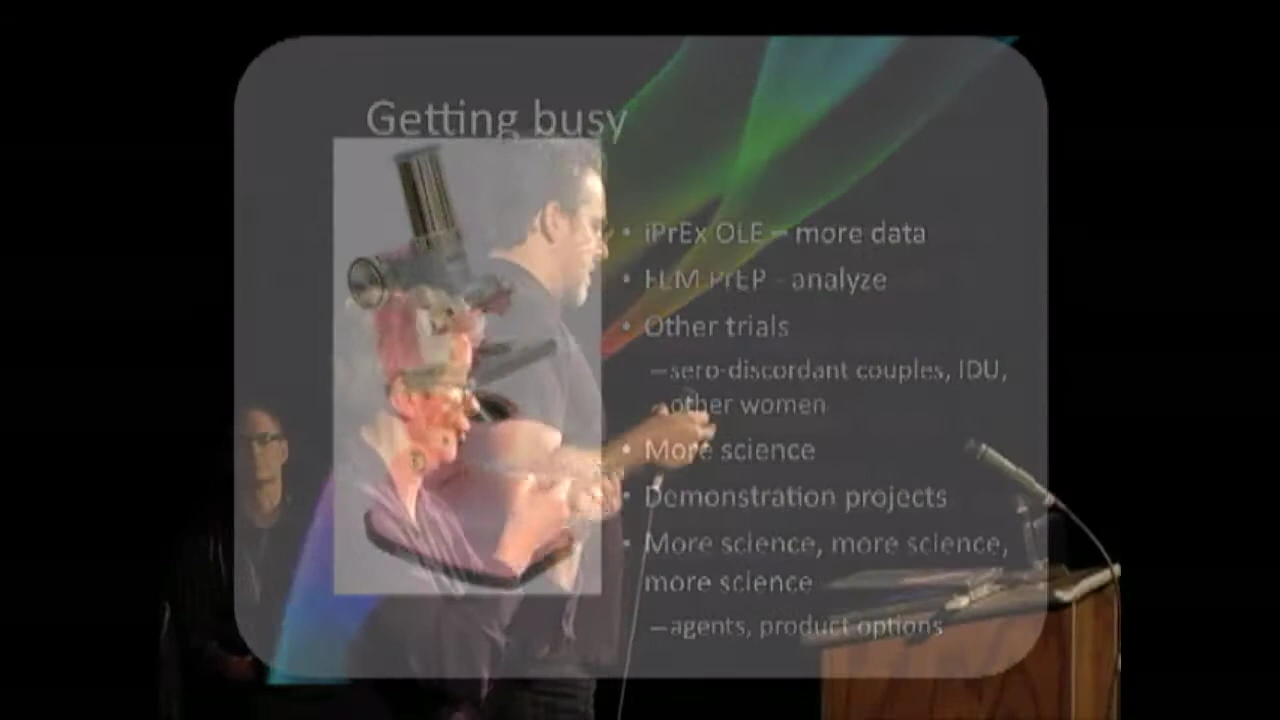 Getting busy
• iPrEx OLE – more data
• FEM PrEP - analyze
• Other trials
–sero-discordant couples, IDU,
other women
• More science
• Demonstration projects
• More science, more science,
more science
–agents, product options